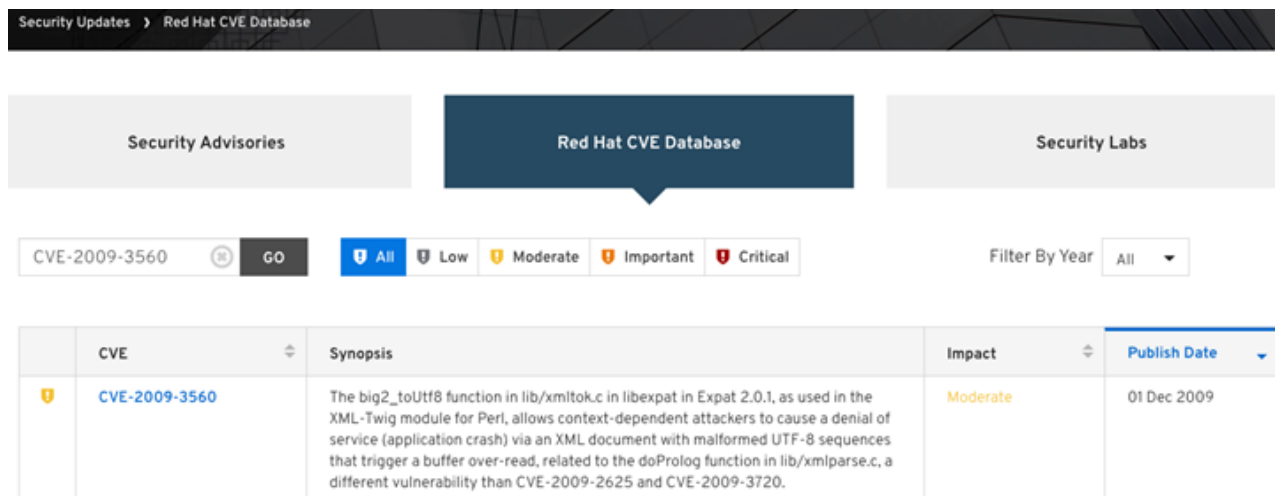 Security Updates ❯ Red Hat CVE Database
Security Advisories
Red Hat CVE Database
Security Labs
CVE-2009-3560
GO
All
Low
Moderate
Important
Critical
Filter By Year
All
CVE
Synopsis
Impact
Publish Date
CVE-2009-3560
The big2_toUtf8 function in lib/xmltok.c in libexpat in Expat 2.0.1, as used in the
XML-Twig module for Perl, allows context-dependent attackers to cause a denial of
service (application crash) via an XML document with malformed UTF-8 sequences
that trigger a buffer over-read, related to the doProlog function in lib/xmlparse.c, a
different vulnerability than CVE-2009-2625 and CVE-2009-3720.
Moderate
01 Dec 2009